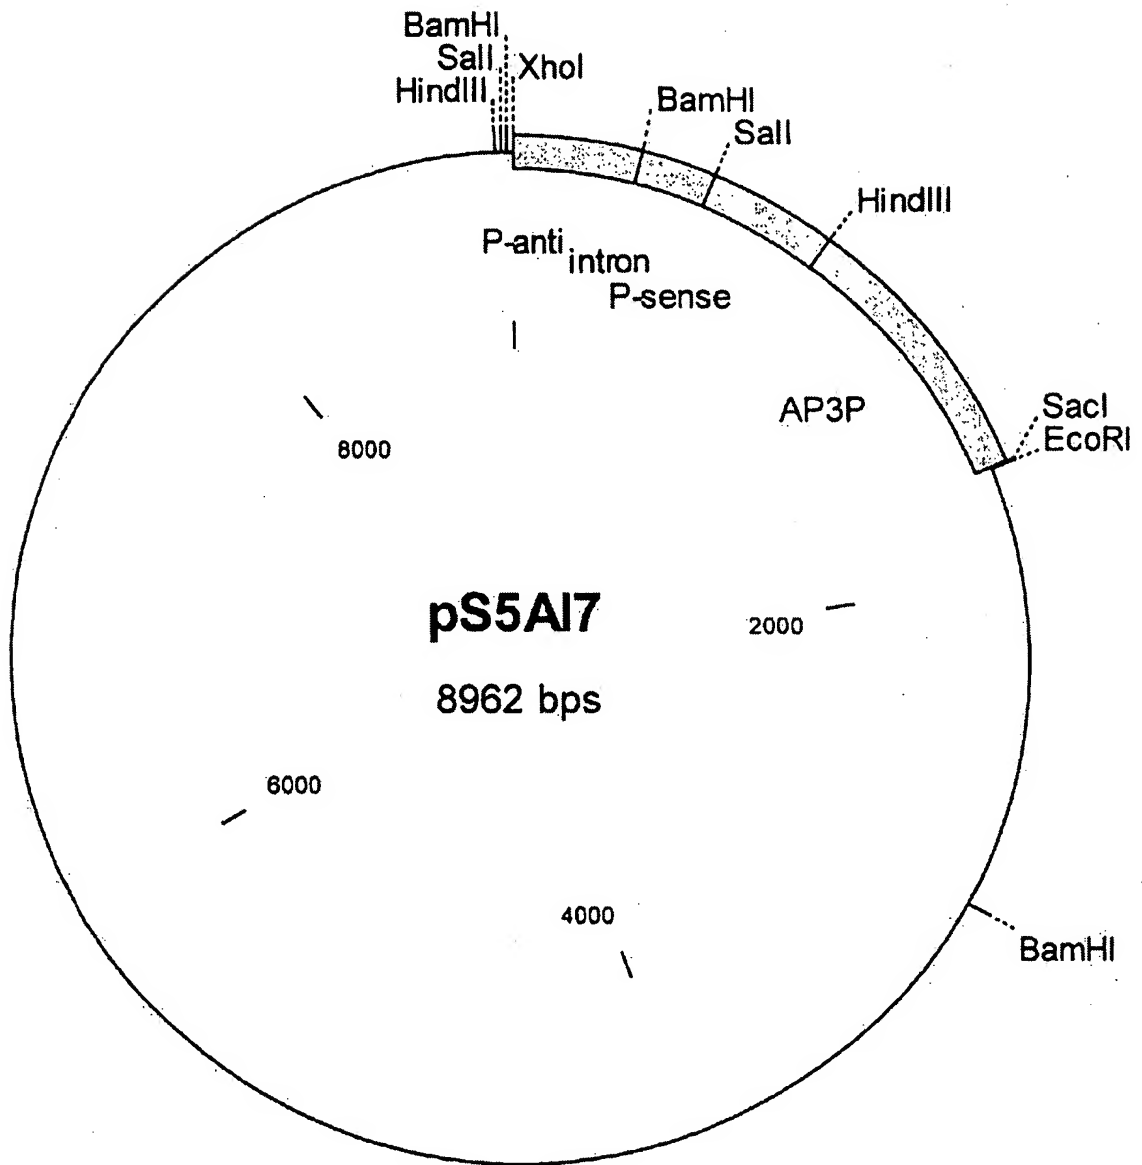 BamHI
SalI
XhoI
HindIII
BamHI
SalI
HindIII
P-anti
intron
P-sense
AP3P
SacI
EcoRI
8000
pS5AI7
2000
8962 bps
6000
4000
BamHI